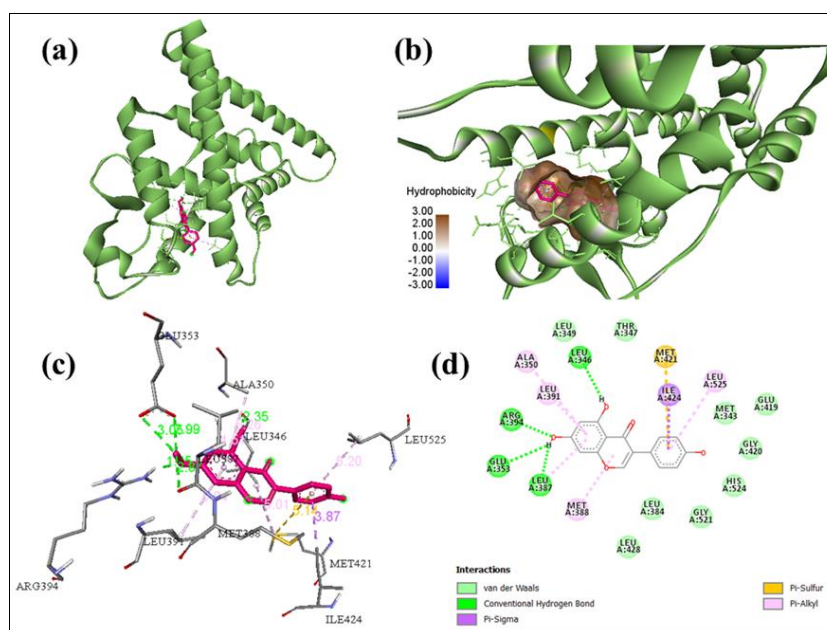 (a)
(b)
Hydrophobicity
3.00
2.00
1.00
0.00
-1.00
-2.00
-3.00
(c)
GLU353
ALA350
LEU346
LEU525
LEU391
MET388
ARG394
MET421
ILE424
3.35
5.20
3.87
(d)
LEU
A:349
THR
A:347
LEU
A:346
MET
A:421
ALA
A:350
LEU
A:391
ILE
A:424
LEU
A:525
MET
A:343
GLU
A:419
ARG
A:394
GLY
A:420
GLU
A:353
LEU
A:387
HIS
A:524
MET
A:388
LEU
A:384
GLY
A:521
LEU
A:428
H
O
O
H
O
O
O
H
Interactions
van der Waals
Conventional Hydrogen Bond
Pi-Sigma
Pi-Sulfur
Pi-Alkyl